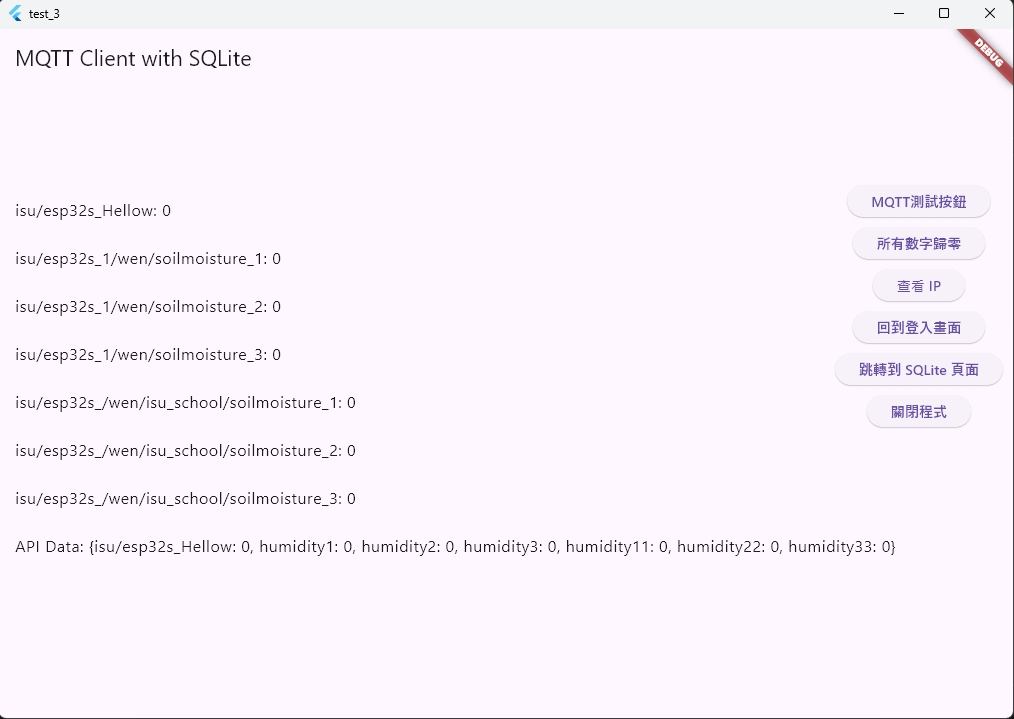 test_3
MQTT Client with SQLite
DEBUG
isu/esp32s_Hellow: 0
isu/esp32s_1/wen/soilmoisture_1: 0
isu/esp32s_1/wen/soilmoisture_2: 0
isu/esp32s_1/wen/soilmoisture_3: 0
isu/esp32s_/wen/isu_school/soilmoisture_1: 0
isu/esp32s_/wen/isu_school/soilmoisture_2: 0
isu/esp32s_/wen/isu_school/soilmoisture_3: 0
API Data: {isu/esp32s_Hellow: 0, humidity1: 0, humidity2: 0, humidity3: 0, humidity11: 0, humidity22: 0, humidity33: 0}
MQTT測試按鈕
所有數字歸零
查看 IP
回到登入畫面
跳轉到 SQLite 頁面
關閉程式